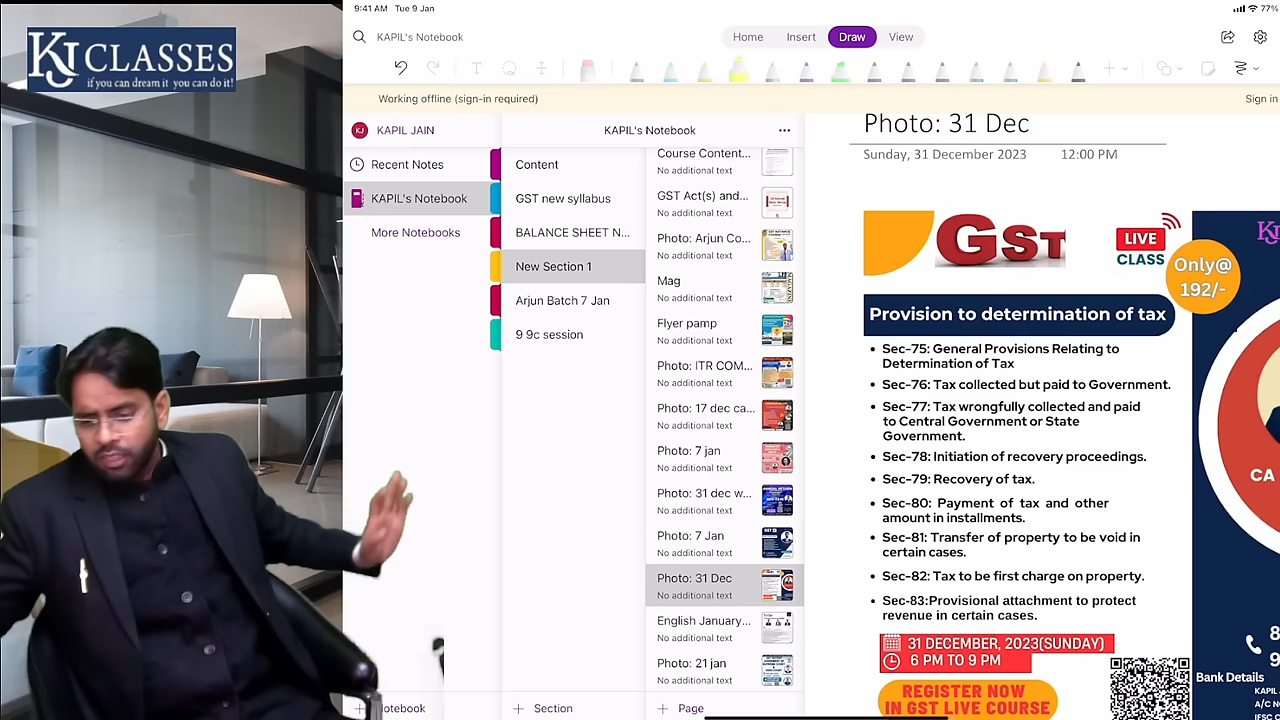 KJ CLASSES
if you can dream it you can do it!
9:41 AM Tue 9 Jan
77%
KAPIL's Notebook
Home
Insert
Draw
View
Working offline (sign-in required)
Sign in
KJ
KAPIL JAIN
Recent Notes
KAPIL's Notebook
More Notebooks
KAPIL's Notebook
Content
GST new syllabus
BALANCE SHEET N...
New Section 1
Arjun Batch 7 Jan
9 9c session
Course Content...
No additional text
GST Act(s) and...
No additional text
Photo: Arjun Co...
No additional text
Mag
No additional text
Flyer pamp
No additional text
Photo: ITR COM...
No additional text
Photo: 17 dec ca...
No additional text
Photo: 7 jan
No additional text
Photo: 31 dec w...
No additional text
Photo: 7 Jan
No additional text
Photo: 31 Dec
No additional text
English January...
No additional text
Photo: 21 jan
No additional text
otebook
Section
Page
Photo: 31 Dec
Sunday, 31 December 2023 12:00 PM
GST
LIVE
CLASS
Only@
192/-
Provision to determination of tax
• Sec-75: General Provisions Relating to
Determination of Tax
• Sec-76: Tax collected but paid to Government.
• Sec-77: Tax wrongfully collected and paid
to Central Government or State
Government.
• Sec-78: Initiation of recovery proceedings.
• Sec-79: Recovery of tax.
• Sec-80: Payment of tax and other
amount in installments.
• Sec-81: Transfer of property to be void in
certain cases.
• Sec-82: Tax to be first charge on property.
• Sec-83:Provisional attachment to protect
revenue in certain cases.
31 DECEMBER, 2023(SUNDAY)
6 PM TO 9 PM
REGISTER NOW
IN GST LIVE COURSE
CA
8
9
Bank Details
KAPIL
A/C N